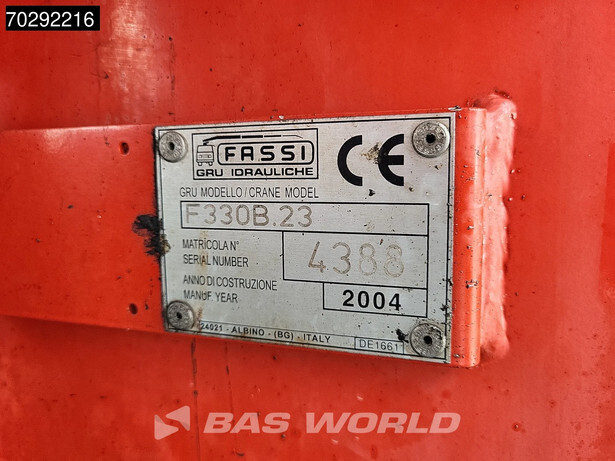 70292216
FASSI
GRU IDRAULICHE
CE
GRU MODELLO/CRANE MODEL
F330B.23
MATRICOLA N°
SERIAL NUMBER
4388
ANNO DI COSTRUZIONE
MANUF. YEAR
2004
24021 - ALBINO - (BG) - ITALY
DE1661
BAS WORLD